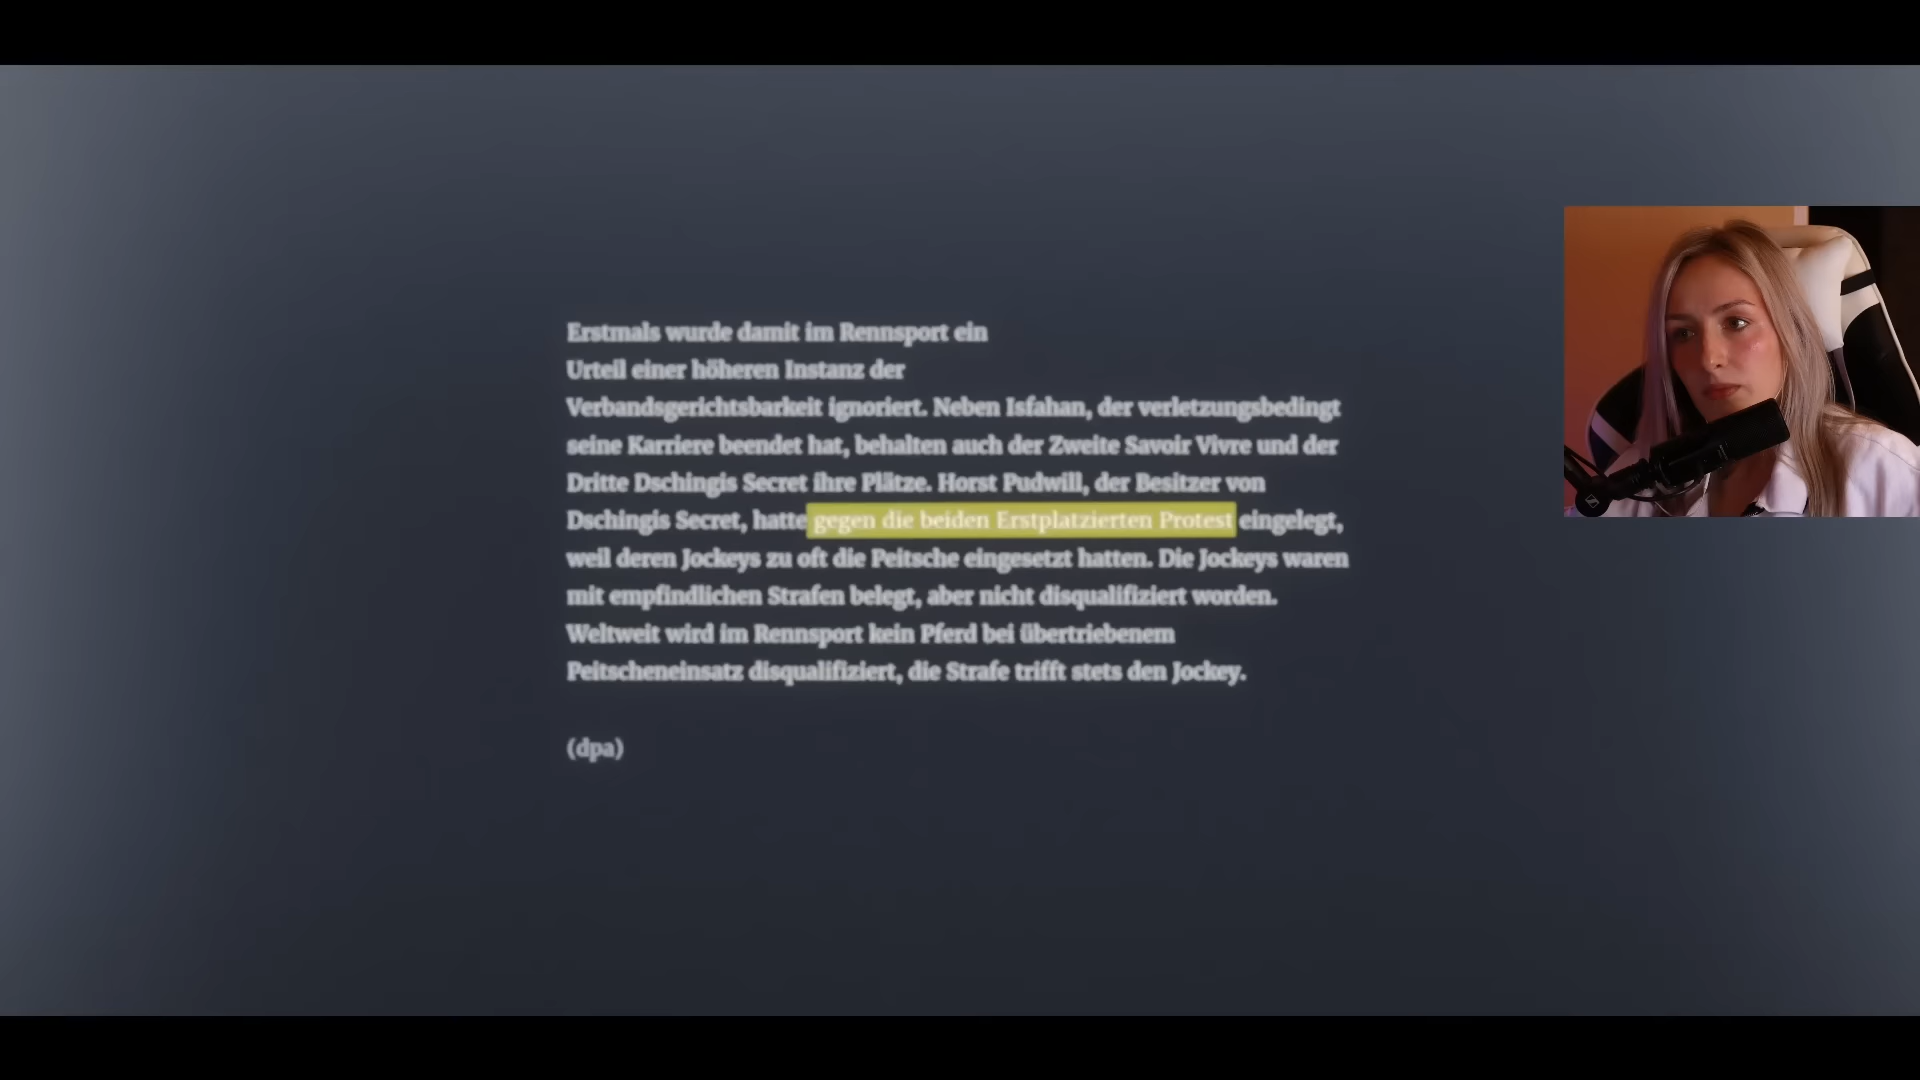 Erstmals wurde damit im Rennsport ein
Urteil einer höheren Instanz der
Verbandsgerichtsbarkeit ignoriert. Neben Isfahan, der verletzungsbedingt
seine Karriere beendet hat, behalten auch der Zweite Savoir Vivre und der
Dritte Dschingis Secret ihre Plätze. Horst Pudwill, der Besitzer von
Dschingis Secret, hatte gegen die beiden Erstplatzierten Protest eingelegt,
weil deren Jockeys zu oft die Peitsche eingesetzt hatten. Die Jockeys waren
mit empfindlichen Strafen belegt, aber nicht disqualifiziert worden.
Weltweit wird im Rennsport kein Pferd bei übertriebenem
Peitscheneinsatz disqualifiziert, die Strafe trifft stets den Jockey.
(dpa)